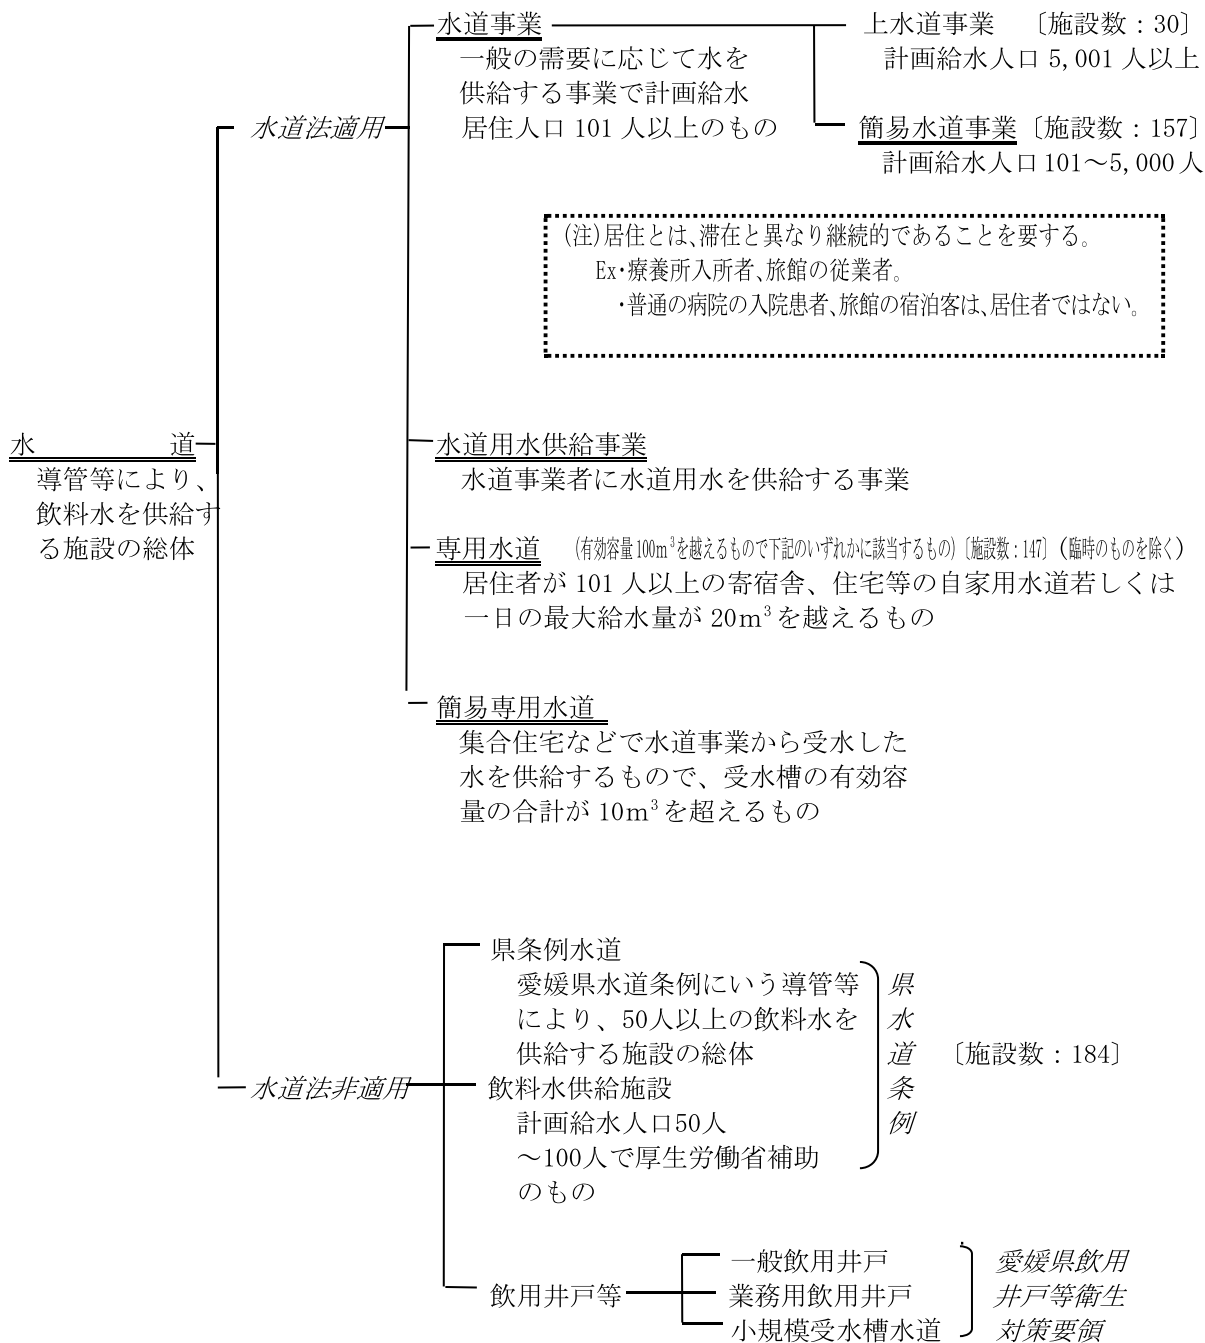 水道事業
一般の需要に応じて水を
供給する事業で計画給水
居住人口 101 人以上のもの
上水道事業 〔施設数：30〕
計画給水人口 5,001 人以上
簡易水道事業〔施設数：157〕
計画給水人口 101～5,000 人
水道法適用
(注)居住とは、滞在と異なり継続的であることを要する。
Ex・療養所入所者、旅館の従業者。
・普通の病院の入院患者、旅館の宿泊客は、居住者ではない。
水 道
導管等により、
飲料水を供給す
る施設の総体
水道用水供給事業
水道事業者に水道用水を供給する事業
専用水道 (有効容量 100m³を越えるもので下記のいずれかに該当するもの)〔施設数：147〕(臨時のものを除く)
居住者が 101 人以上の寄宿舎、住宅等の自家用水道若しくは
一日の最大給水量が 20m³を越えるもの
簡易専用水道
集合住宅などで水道事業から受水した
水を供給するもので、受水槽の有効容
量の合計が 10m³を超えるもの
水道法非適用
県条例水道
愛媛県水道条例にいう導管等
により、50人以上の飲料水を
供給する施設の総体
飲料水供給施設
計画給水人口50人
～100人で厚生労働省補助
のもの
県水道条例
〔施設数：184〕
飲用井戸等
一般飲用井戸
業務用飲用井戸
小規模受水槽水道
愛媛県飲用
井戸等衛生
対策要領